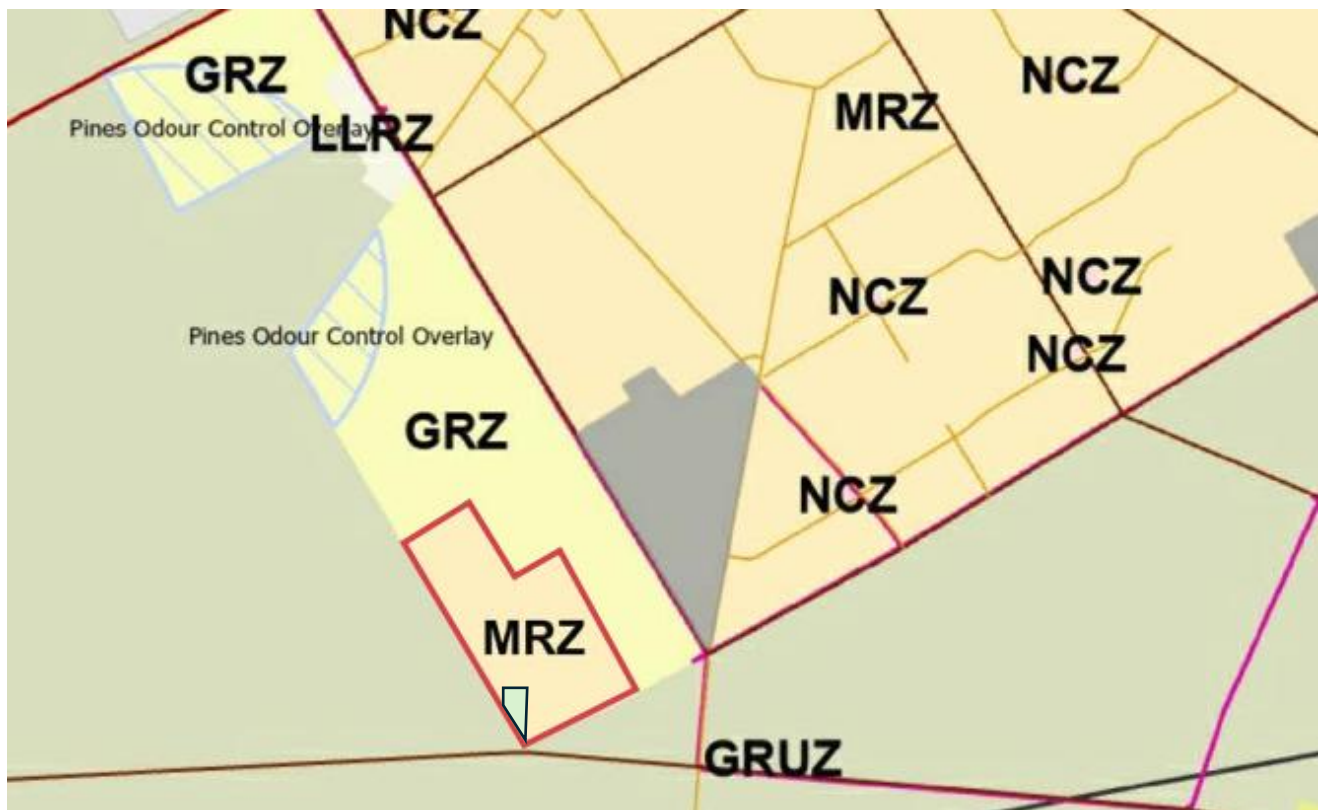 NCZ
GRZ
NCZ
MRZ
Pines Odour Control Overlay
LLRZ
NCZ
NCZ
Pines Odour Control Overlay
NCZ
GRZ
NCZ
MRZ
GRUZ